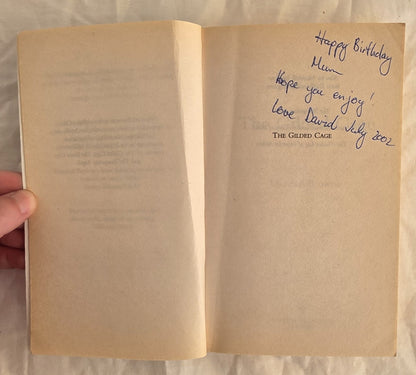 Happy Birthday
Mum
Hope you enjoy!
Love David July 2002
THE GILDED CAGE